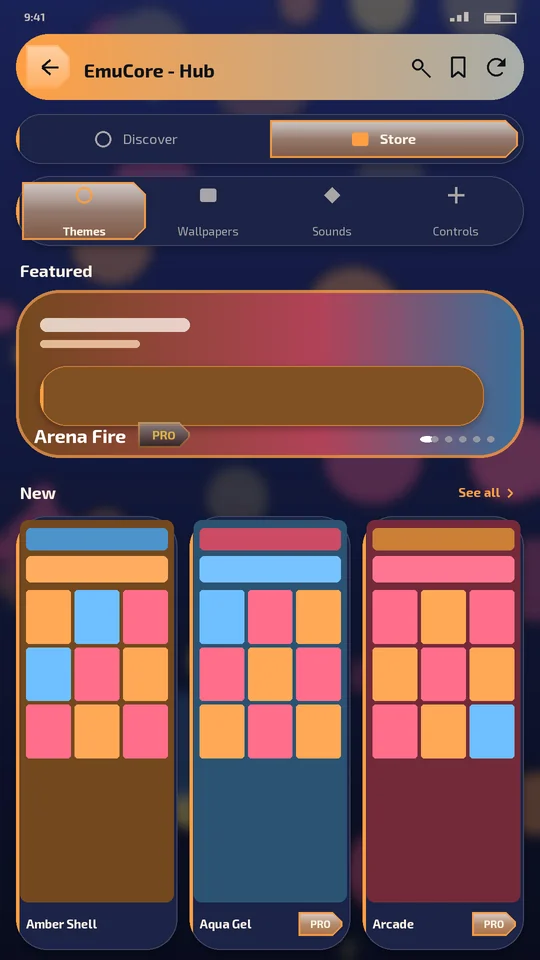 9:41
EmuCore - Hub
Discover
Store
Themes
Wallpapers
Sounds
Controls
Featured
Arena Fire
PRO
New
See all
Amber Shell
Aqua Gel
PRO
Arcade
PRO